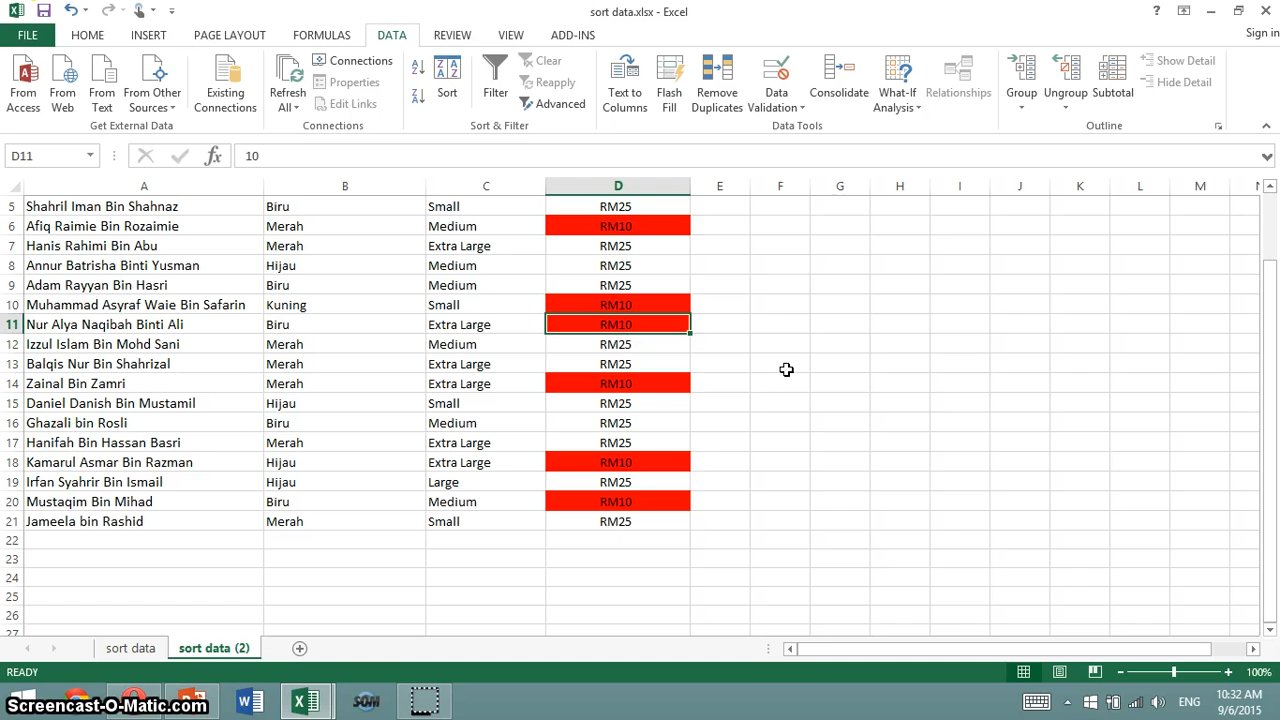 sort data.xlsx - Excel
FILE HOME INSERT PAGE LAYOUT FORMULAS DATA REVIEW VIEW ADD-INS Sign in
From Access From Web From Text From Other Sources Existing Connections Refresh All Connections Properties Edit Links Sort Filter Clear Reapply Advanced Text to Columns Flash Fill Remove Duplicates Data Validation Consolidate What-If Analysis Relationships Group Ungroup Subtotal Show Detail Hide Detail
Get External Data Connections Sort & Filter Data Tools Outline
D11 fx 10
A B C D E F G H I J K L M
5 Shahril Iman Bin Shahnaz Biru Small RM25
6 Afiq Raimie Bin Rozaimie Merah Medium RM10
7 Hanis Rahimi Bin Abu Merah Extra Large RM25
8 Annur Batrisha Binti Yusman Hijau Medium RM25
9 Adam Rayyan Bin Hasri Biru Medium RM25
10 Muhammad Asyraf Waie Bin Safarin Kuning Small RM10
11 Nur Alya Naqibah Binti Ali Biru Extra Large RM10
12 Izzul Islam Bin Mohd Sani Merah Medium RM25
13 Balqis Nur Bin Shahrizal Merah Extra Large RM25
14 Zainal Bin Zamri Merah Extra Large RM10
15 Daniel Danish Bin Mustamil Hijau Small RM25
16 Ghazali bin Rosli Biru Medium RM25
17 Hanifah Bin Hassan Basri Merah Extra Large RM25
18 Kamarul Asmar Bin Razman Hijau Extra Large RM10
19 Irfan Syahrir Bin Ismail Hijau Large RM25
20 Mustaqim Bin Mihad Biru Medium RM10
21 Jameela bin Rashid Merah Small RM25
22
23
24
25
26
27
sort data sort data (2)
READY 100%
SOM ENG 10:32 AM
9/6/2015
Screencast-O-Matic.com